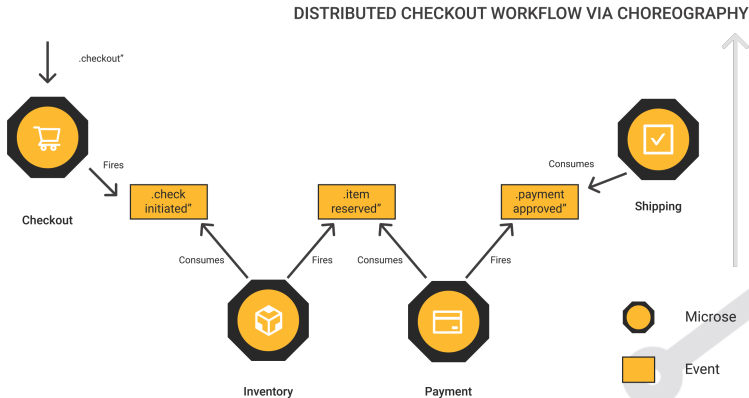 DISTRIBUTED CHECKOUT WORKFLOW VIA CHOREOGRAPHY
.checkout”
Fires
Consumes
.check
initiated”
.item
reserved”
.payment
approved”
Checkout
Shipping
Consumes
Fires
Consumes
Fires
Microse
Event
Inventory
Payment